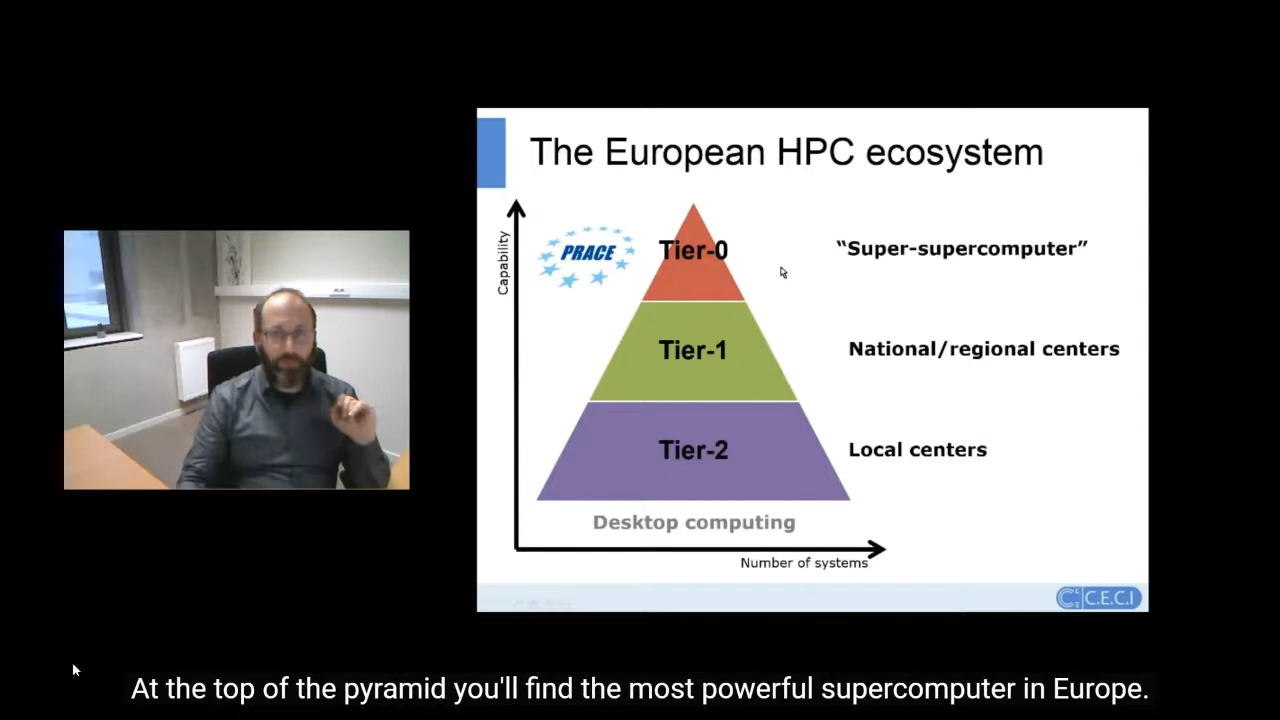 The European HPC ecosystem
Capability
PRACE
Tier-0
“Super-supercomputer”
Tier-1
National/regional centers
Tier-2
Local centers
Desktop computing
Number of systems
C.E.C.I
At the top of the pyramid you'll find the most powerful supercomputer in Europe.